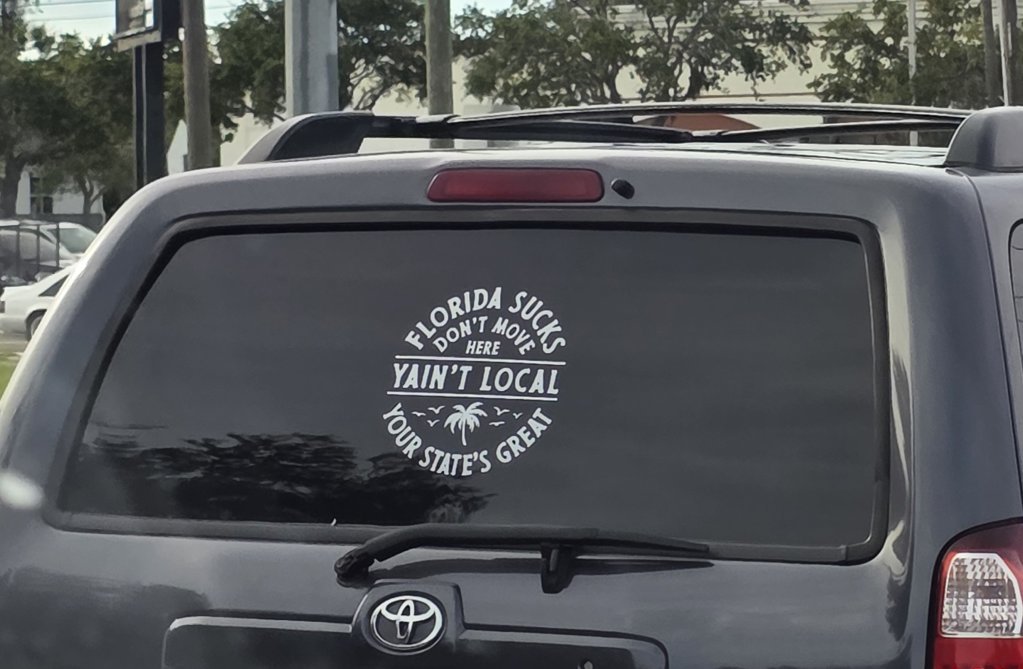 FLORIDA SUCKS
DON'T MOVE
HERE
YAIN'T LOCAL
YOUR STATE'S GREAT